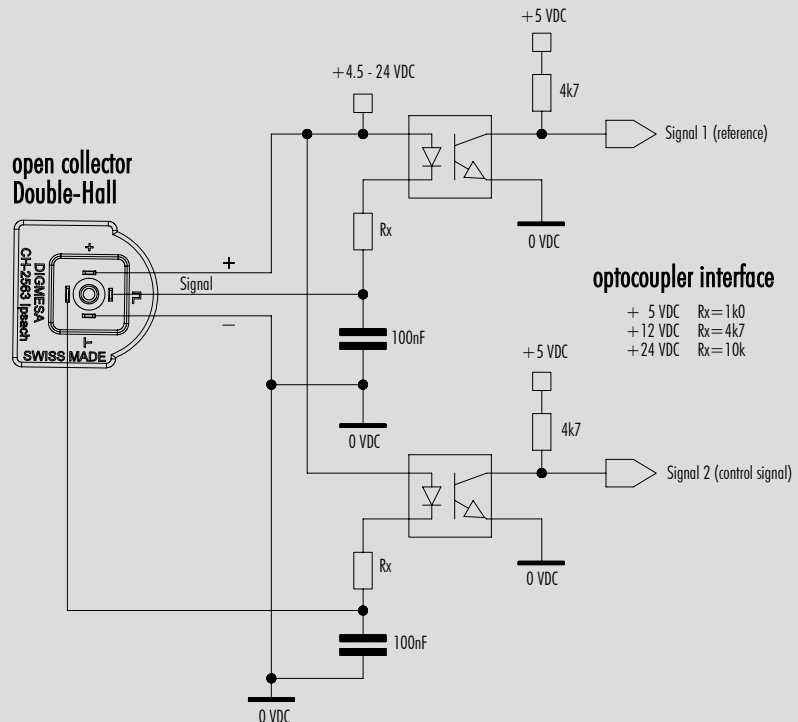 +5 VDC
+4.5 - 24 VDC
4k7
Signal 1 (reference)
open collector
Double-Hall
Rx
0 VDC
+
DIGMESA
CH-2563 Ipsach
SWISS MADE
+
Signal
−
optocoupler interface
+ 5 VDC Rx=1k0
+12 VDC Rx=4k7
+24 VDC Rx=10k
100nF
+5 VDC
0 VDC
4k7
Signal 2 (control signal)
Rx
0 VDC
100nF
0 VDC